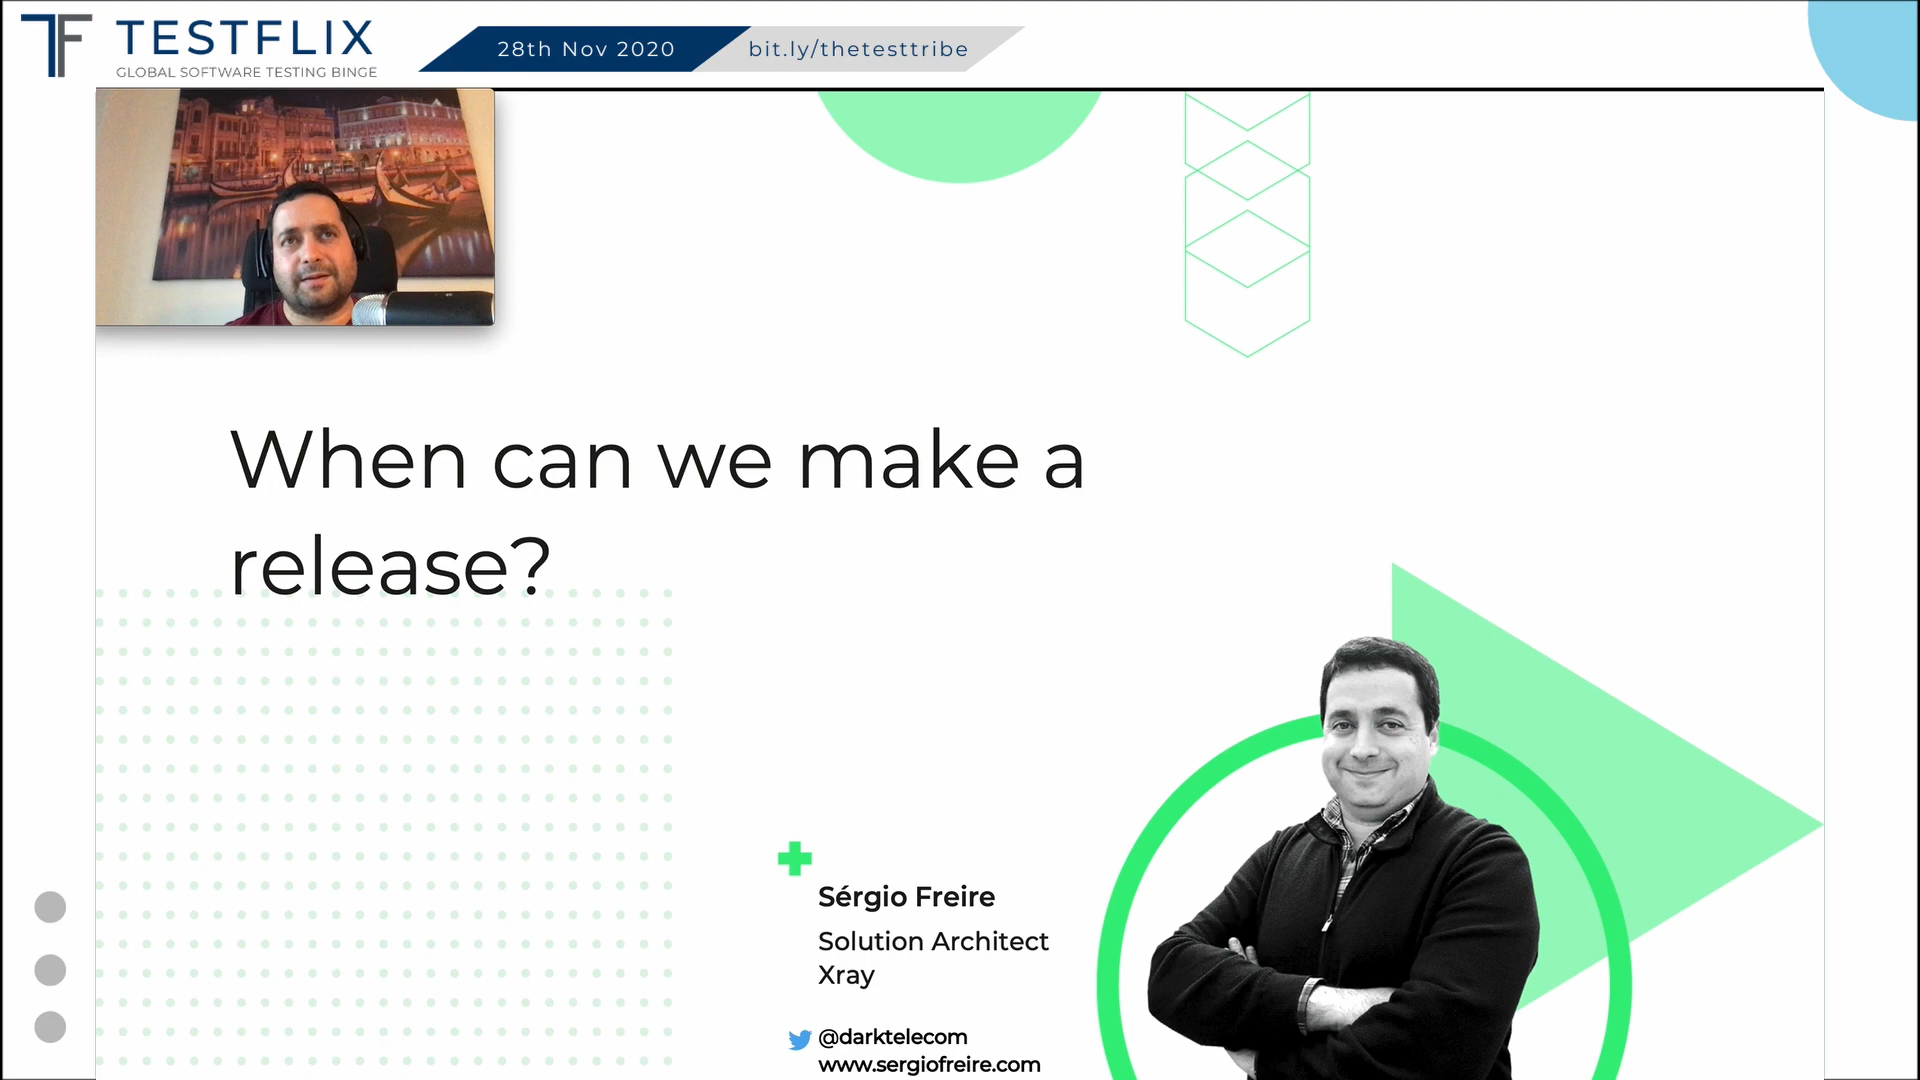 TF TESTFLIX
GLOBAL SOFTWARE TESTING BINGE
28th Nov 2020
bit.ly/thetesttribe
When can we make a
release?
Sérgio Freire
Solution Architect
Xray
@darktelecom
www.sergiofreire.com